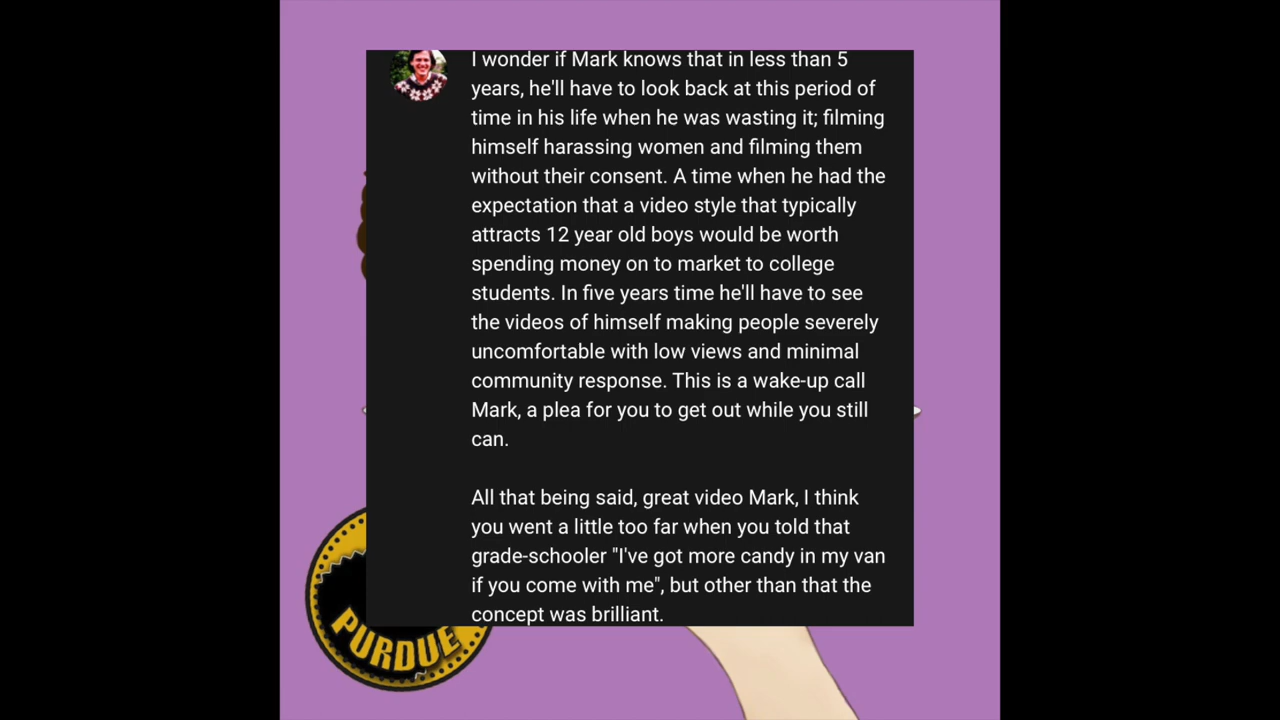 I wonder if Mark knows that in less than 5
years, he'll have to look back at this period of
time in his life when he was wasting it; filming
himself harassing women and filming them
without their consent. A time when he had the
expectation that a video style that typically
attracts 12 year old boys would be worth
spending money on to market to college
students. In five years time he'll have to see
the videos of himself making people severely
uncomfortable with low views and minimal
community response. This is a wake-up call
Mark, a plea for you to get out while you still
can.
All that being said, great video Mark, I think
you went a little too far when you told that
grade-schooler "I've got more candy in my van
if you come with me", but other than that the
concept was brilliant.
PURDUE